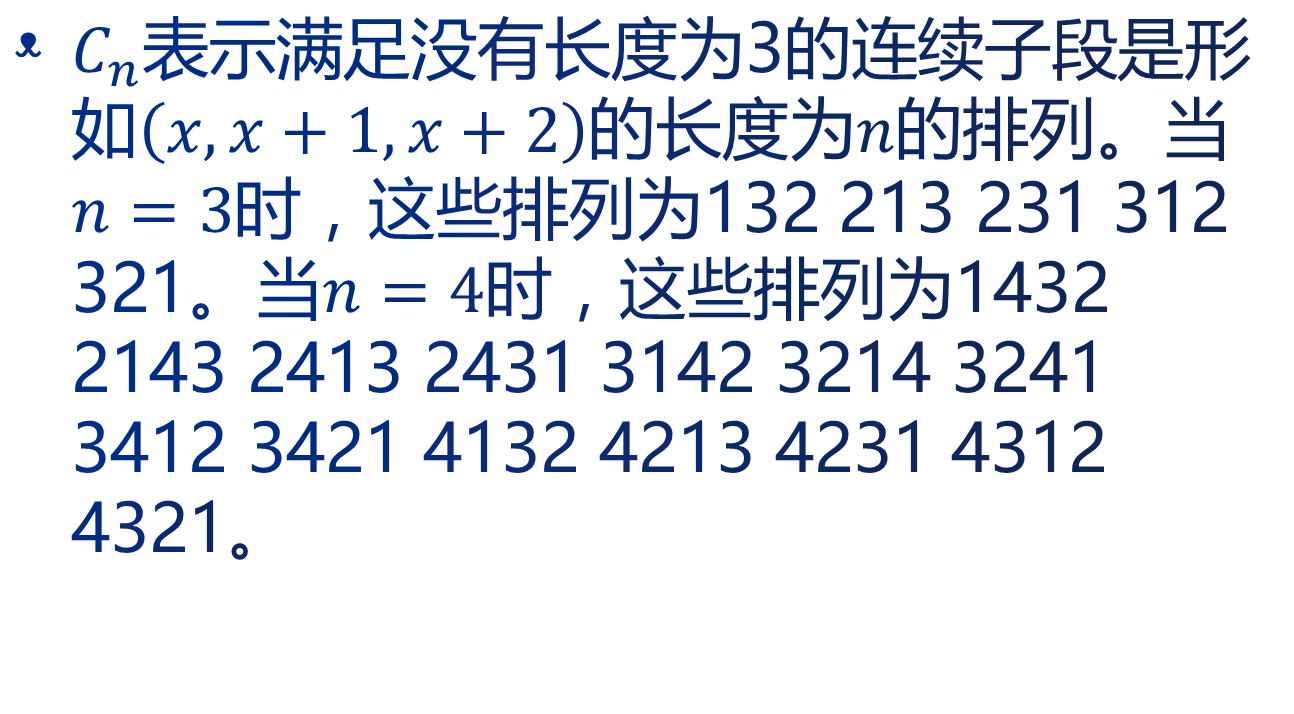 C_n表示满足没有长度为3的连续子段是形
如(x, x + 1, x + 2)的长度为n的排列。当
n = 3时，这些排列为132 213 231 312
321。当n = 4时，这些排列为1432
2143 2413 2431 3142 3214 3241
3412 3421 4132 4213 4231 4312
4321。